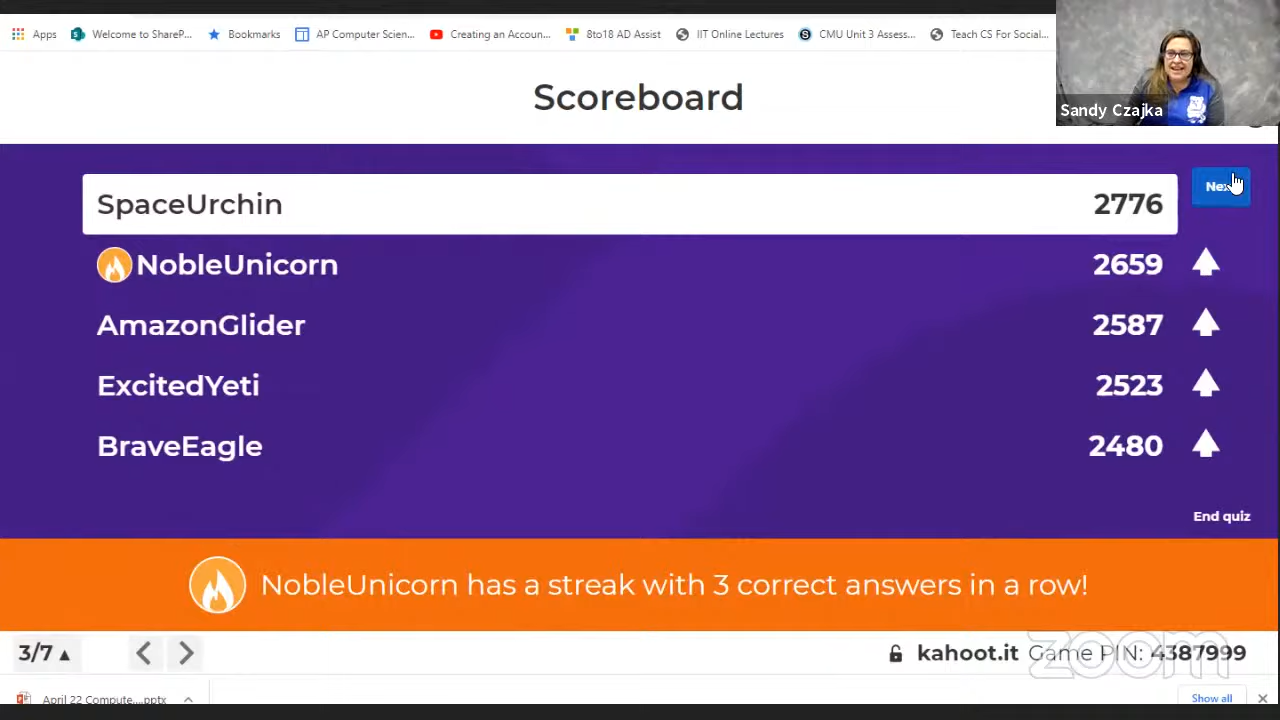 Apps Welcome to ShareP... Bookmarks AP Computer Scien... Creating an Accoun... 8to18 AD Assist IIT Online Lectures CMU Unit 3 Assess... Teach CS For Social...
Sandy Czajka
Scoreboard
SpaceUrchin 2776
Nex
NobleUnicorn 2659
AmazonGlider 2587
ExcitedYeti 2523
BraveEagle 2480
End quiz
NobleUnicorn has a streak with 3 correct answers in a row!
3/7 ▲
kahoot.it Game PIN: 4387999
zoom
April 22 Compute....pptx
Show all